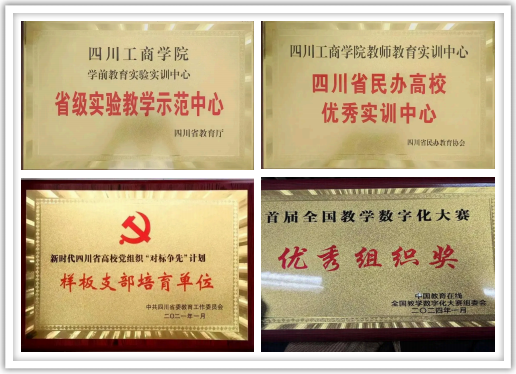 四川工商学院
学前教育实验实训中心
省级实验教学示范中心
四川省教育厅
四川工商学院教师教育实训中心
四川省民办高校
优秀实训中心
四川省民办教育协会
新时代四川省高校党组织“对标争先”计划
样板支部培育单位
中共四川省委教育工作委员会
二〇二一年一月
首届全国教学数字化大赛
优秀组织奖
中国教育在线
全国教学数字化大赛组委会
二〇二四年一月